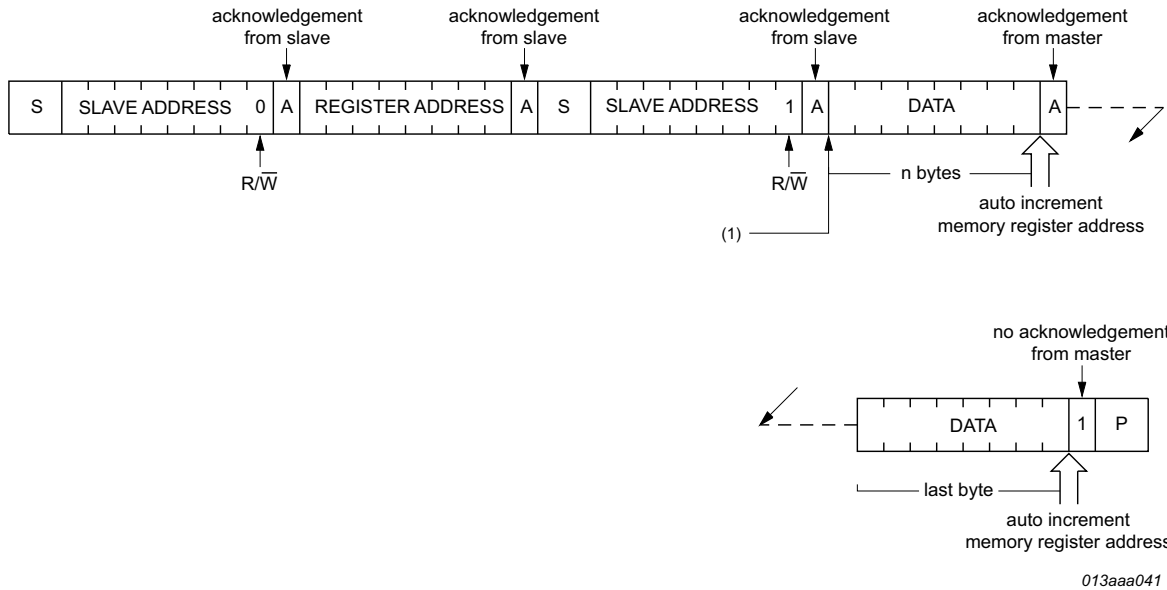 acknowledgement from slave
acknowledgement from slave
acknowledgement from slave
acknowledgement from master
S SLAVE ADDRESS 0 A REGISTER ADDRESS A S SLAVE ADDRESS 1 A DATA A
R/W̅
R/W̅
n bytes
auto increment
memory register address
(1)
no acknowledgement
from master
DATA 1 P
last byte
auto increment
memory register address
013aaa041